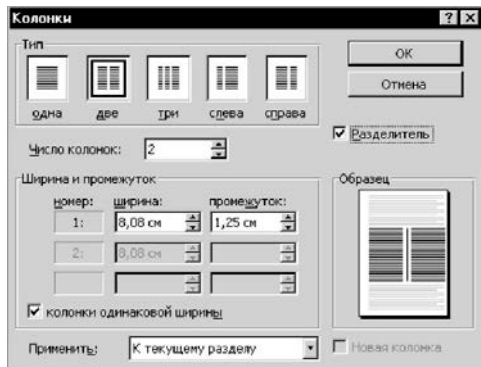 Колонки
Тип
одна две три слева справа
ОК
Отмена
Разделитель
Число колонок: 2
Ширина и промежуток
номер: ширина: промежуток:
1: 8,08 см 1,25 см
2: 8,08 см
колонки одинаковой ширины
Образец
Применить: К текущему разделу
Новая колонка